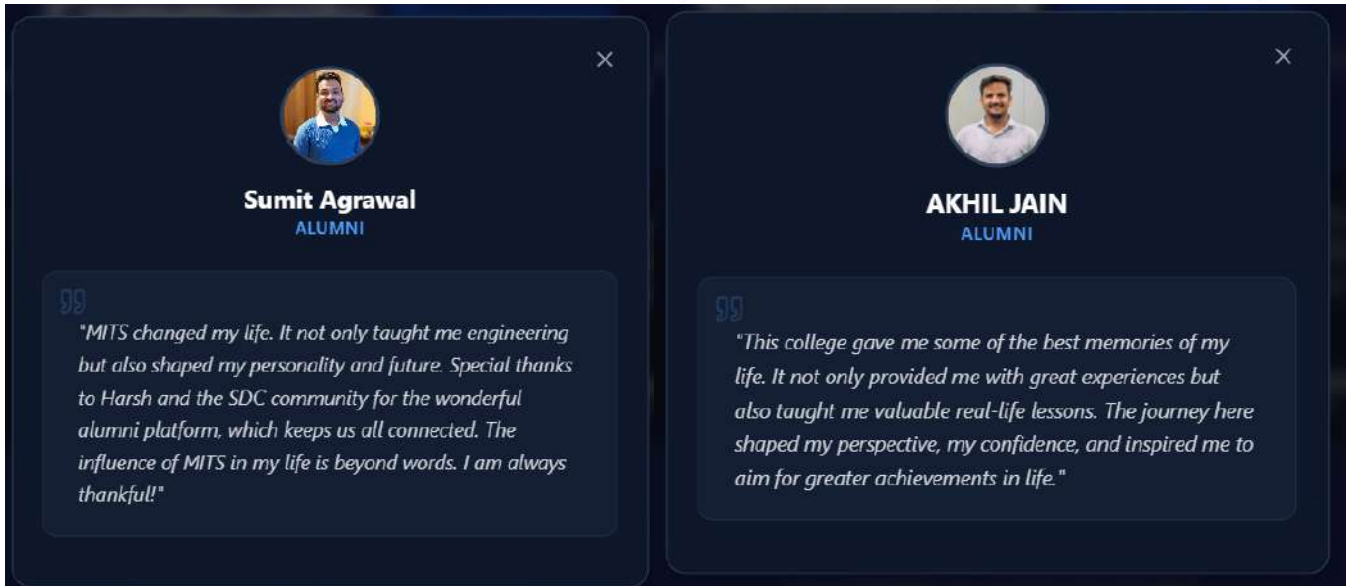 Sumit Agrawal
ALUMNI
"MITS changed my life. It not only taught me engineering
but also shaped my personality and future. Special thanks
to Harsh and the SDC community for the wonderful
alumni platform, which keeps us all connected. The
influence of MITS in my life is beyond words. I am always
thankful!"
AKHIL JAIN
ALUMNI
"This college gave me some of the best memories of my
life. It not only provided me with great experiences but
also taught me valuable real-life lessons. The journey here
shaped my perspective, my confidence, and inspired me to
aim for greater achievements in life."